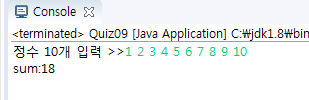 Console
<terminated> Quiz09 [Java Application] C:₩jdk1.8₩bin
정수 10개 입력 >>1 2 3 4 5 6 7 8 9 10
sum:18